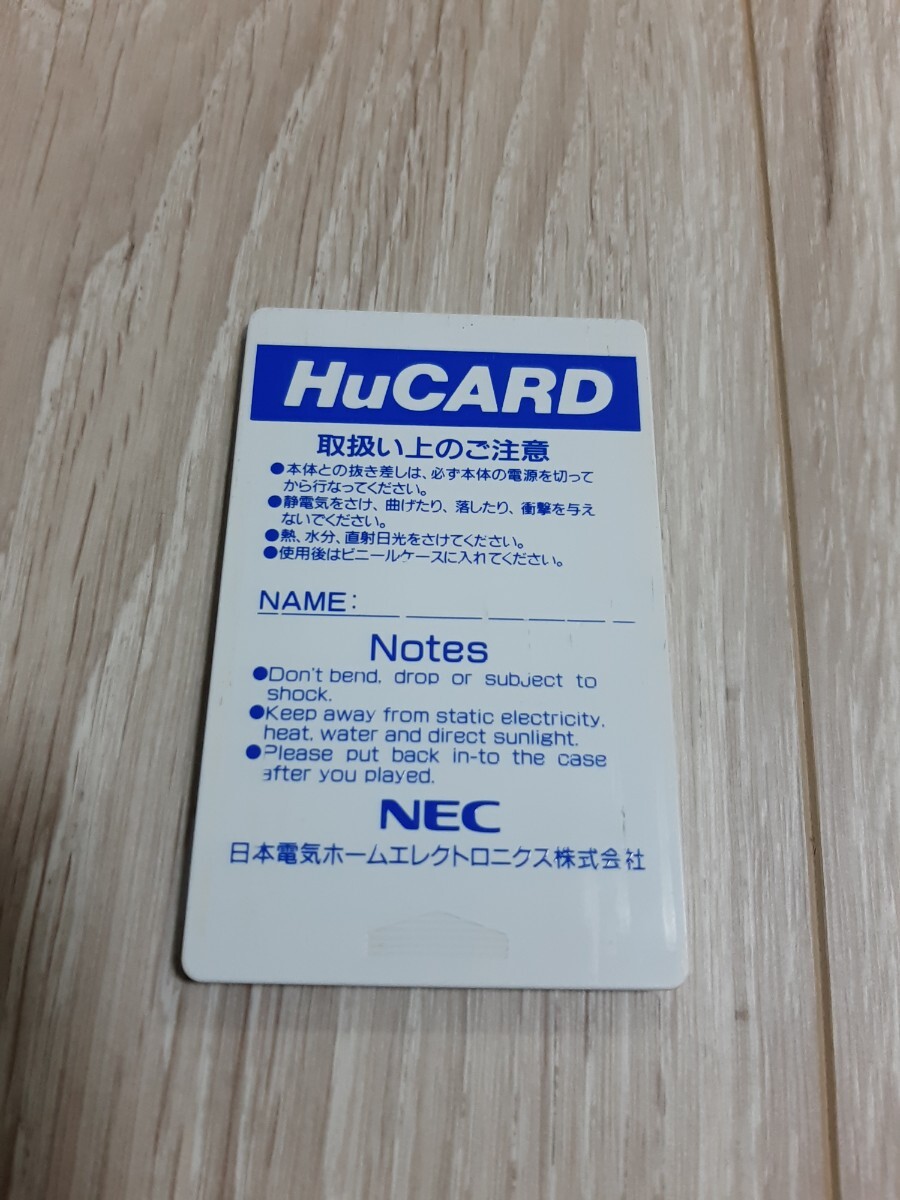 HuCARD
取扱い上のご注意
●本体との抜き差しは、必ず本体の電源を切って
から行なってください。
●静電気をさけ、曲げたり、落したり、衝撃を与え
ないでください。
●熱、水分、直射日光をさけてください。
●使用後はビニールケースに入れてください。
NAME:
Notes
●Don't bend, drop or subject to
shock.
●Keep away from static electricity,
heat, water and direct sunlight.
●Please put back in-to the case
after you played.
NEC
日本電気ホームエレクトロニクス株式会社